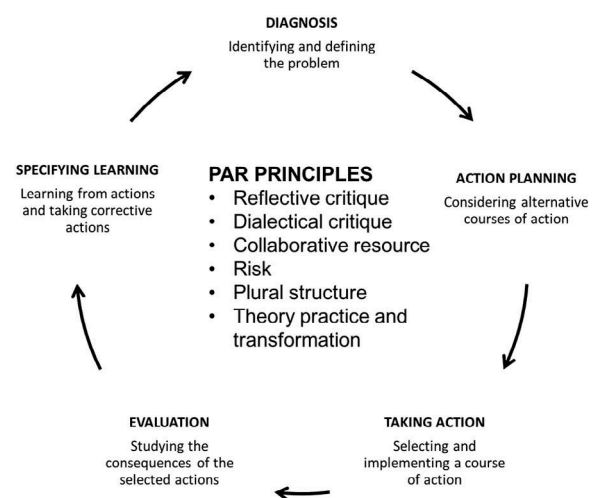 DIAGNOSIS
Identifying and defining
the problem
SPECIFYING LEARNING
Learning from actions
and taking corrective
actions
PAR PRINCIPLES
• Reflective critique
• Dialectical critique
• Collaborative resource
• Risk
• Plural structure
• Theory practice and
transformation
ACTION PLANNING
Considering alternative
courses of action
EVALUATION
Studying the
consequences of the
selected actions
TAKING ACTION
Selecting and
implementing a course
of action